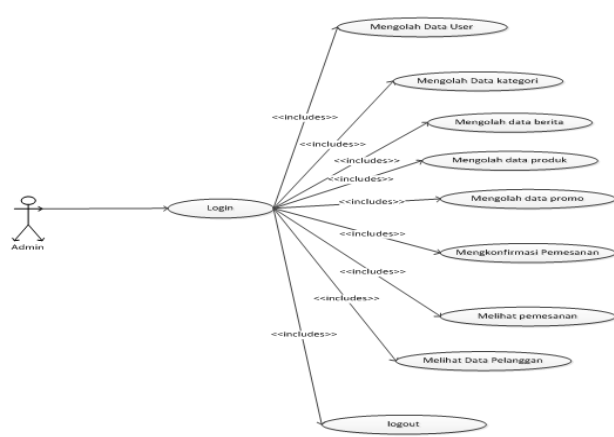 Mengolah Data User
Mengolah Data kategori
<<includes>>
Mengolah data berita
<<includes>>
<<includes>>
Mengolah data produk
<<includes>>
Mengolah data promo
<<includes>>
Login
Admin
<<includes>>
Mengkonfirmasi Pemesanan
<<includes>>
<<includes>>
Melihat pemesanan
<<includes>>
Melihat Data Pelanggan
logout